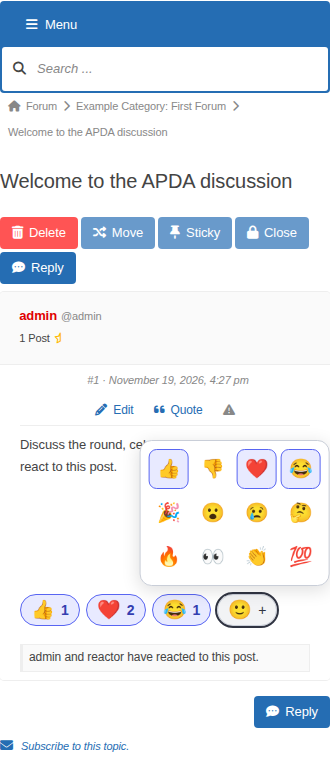 Menu
Search ...
Forum Example Category: First Forum
Welcome to the APDA discussion
Welcome to the APDA discussion
Delete Move Sticky Close
Reply
admin @admin
1 Post
#1 · November 19, 2026, 4:27 pm
Edit Quote
Discuss the round, 
react to this post.
👍 1 ❤️ 2 😂 1 🙂 +
admin and reactor have reacted to this post.
Reply
Subscribe to this topic.